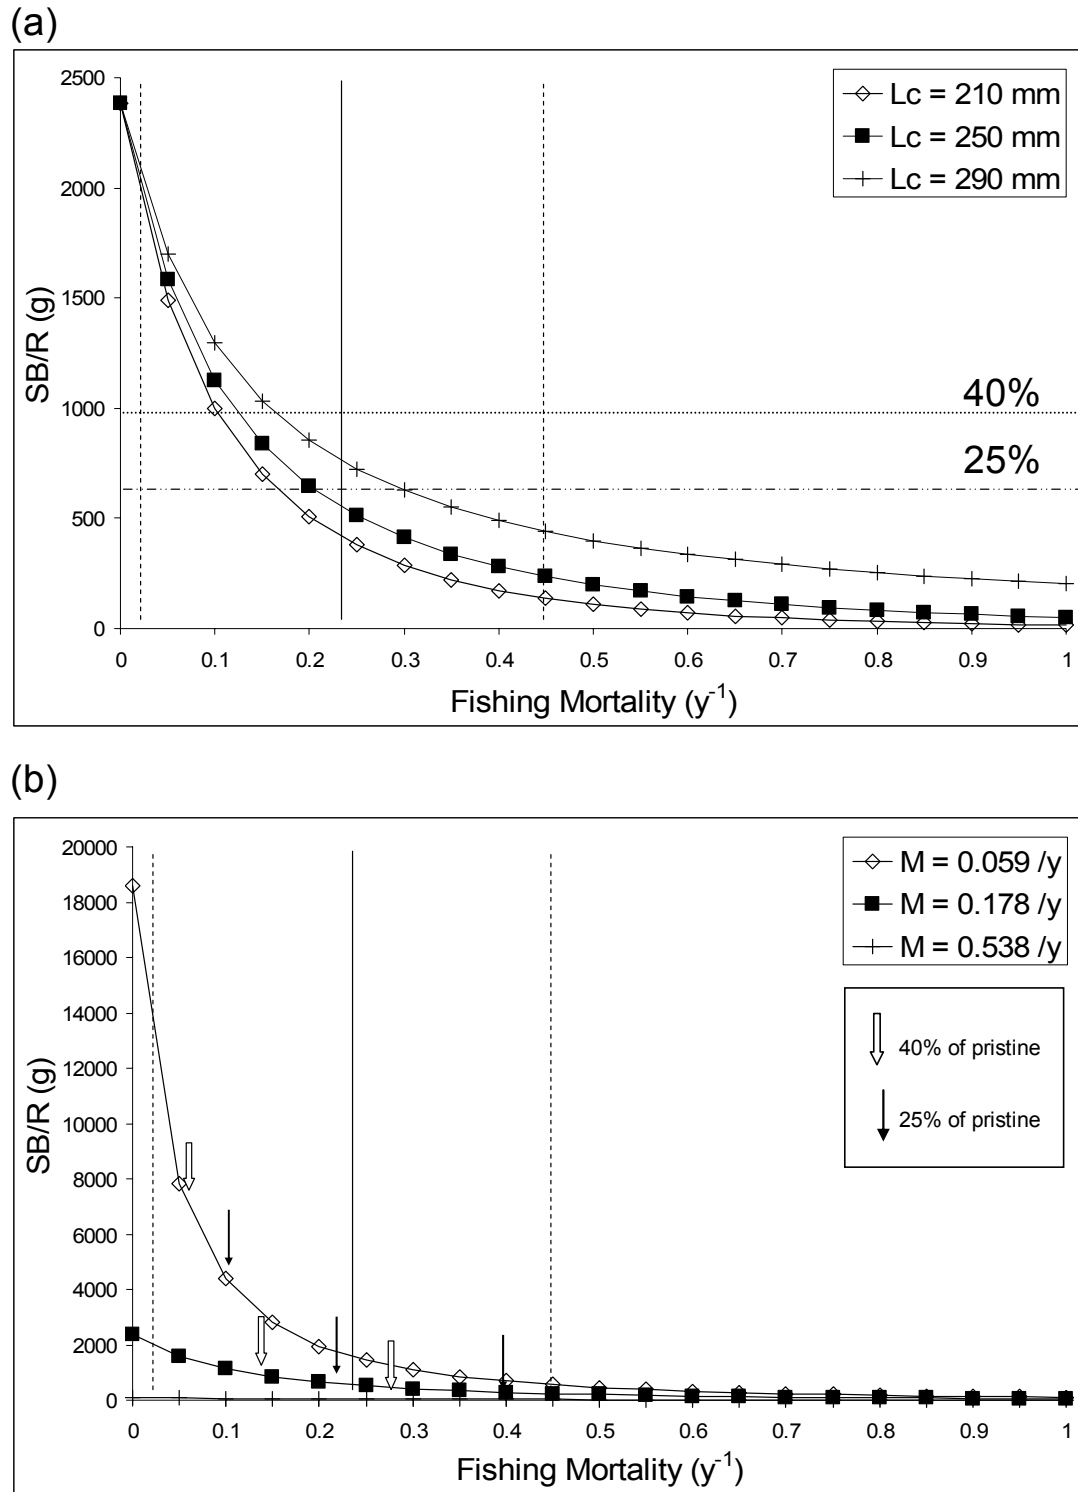 (a)
2500
2000
1500
1000
500
0
SB/R (g)
Lc = 210 mm
Lc = 250 mm
Lc = 290 mm
40%
25%
0 0.1 0.2 0.3 0.4 0.5 0.6 0.7 0.8 0.9 1
Fishing Mortality (y⁻¹)
(b)
20000
18000
16000
14000
12000
10000
8000
6000
4000
2000
0
SB/R (g)
M = 0.059 /y
M = 0.178 /y
M = 0.538 /y
40% of pristine
25% of pristine
0 0.1 0.2 0.3 0.4 0.5 0.6 0.7 0.8 0.9 1
Fishing Mortality (y⁻¹)